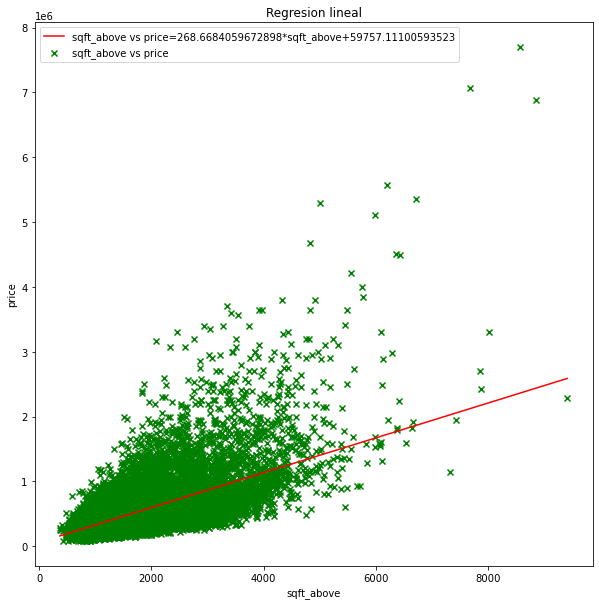 Regresion lineal
1e6
sqft_above vs price=268.6684059672898*sqft_above+59757.11100593523
sqft_above vs price
8
7
6
5
4
3
2
1
0
price
0 2000 4000 6000 8000
sqft_above